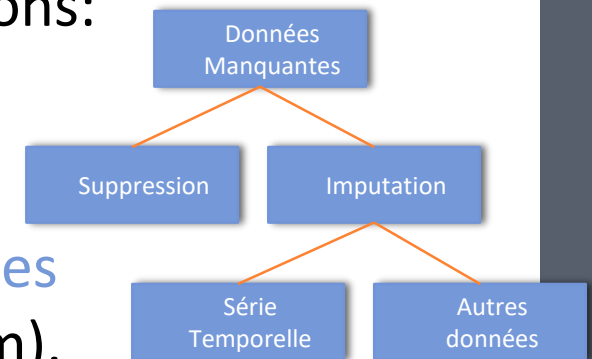 ons:
Données
Manquantes
Suppression
Imputation
es
Série
Temporelle
Autres
données
m).